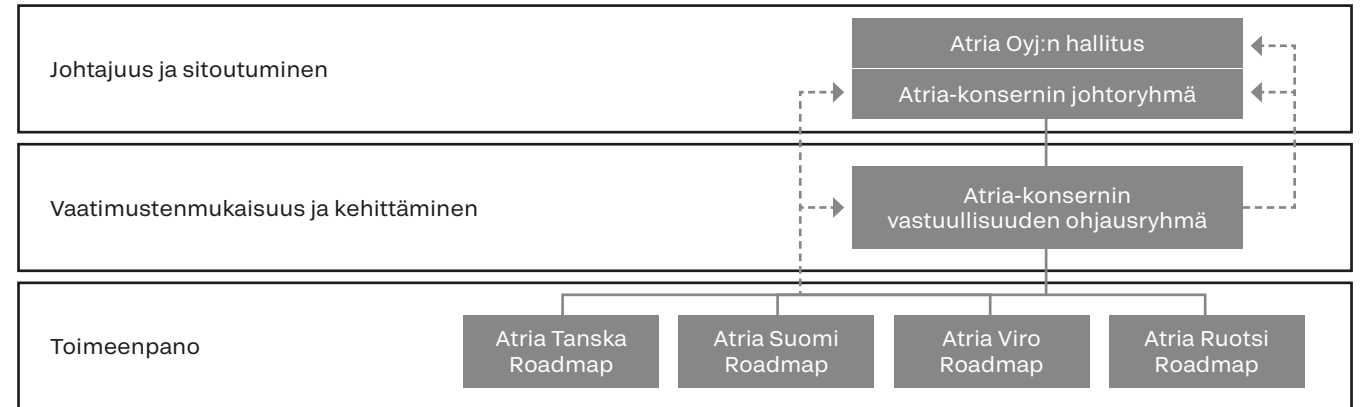 Johtajuus ja sitoutuminen
Atria Oyj:n hallitus
Atria-konsernin johtoryhmä
Vaatimustenmukaisuus ja kehittäminen
Atria-konsernin
vastuullisuuden ohjausryhmä
Toimeenpano
Atria Tanska
Roadmap
Atria Suomi
Roadmap
Atria Viro
Roadmap
Atria Ruotsi
Roadmap